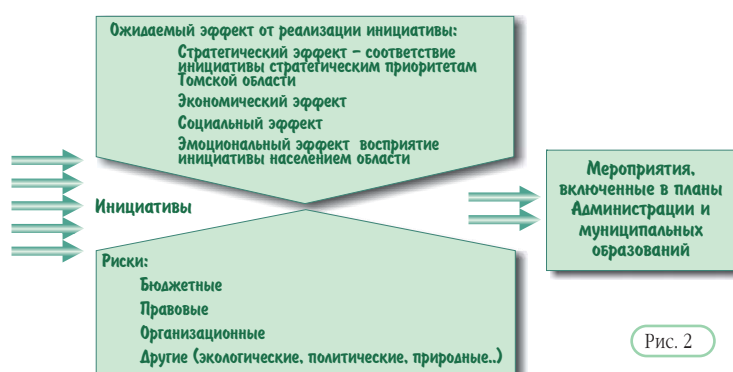 Ожидаемый эффект от реализации инициативы:
Стратегический эффект – соответствие
инициативы стратегическим приоритетам
Томской области
Экономический эффект
Социальный эффект
Эмоциональный эффект восприятие
инициативы населением области
Инициативы
Мероприятия,
включенные в планы
Администрации и
муниципальных
образований
Риски:
Бюджетные
Правовые
Организационные
Другие (экологические, политические, природные..)
Рис. 2